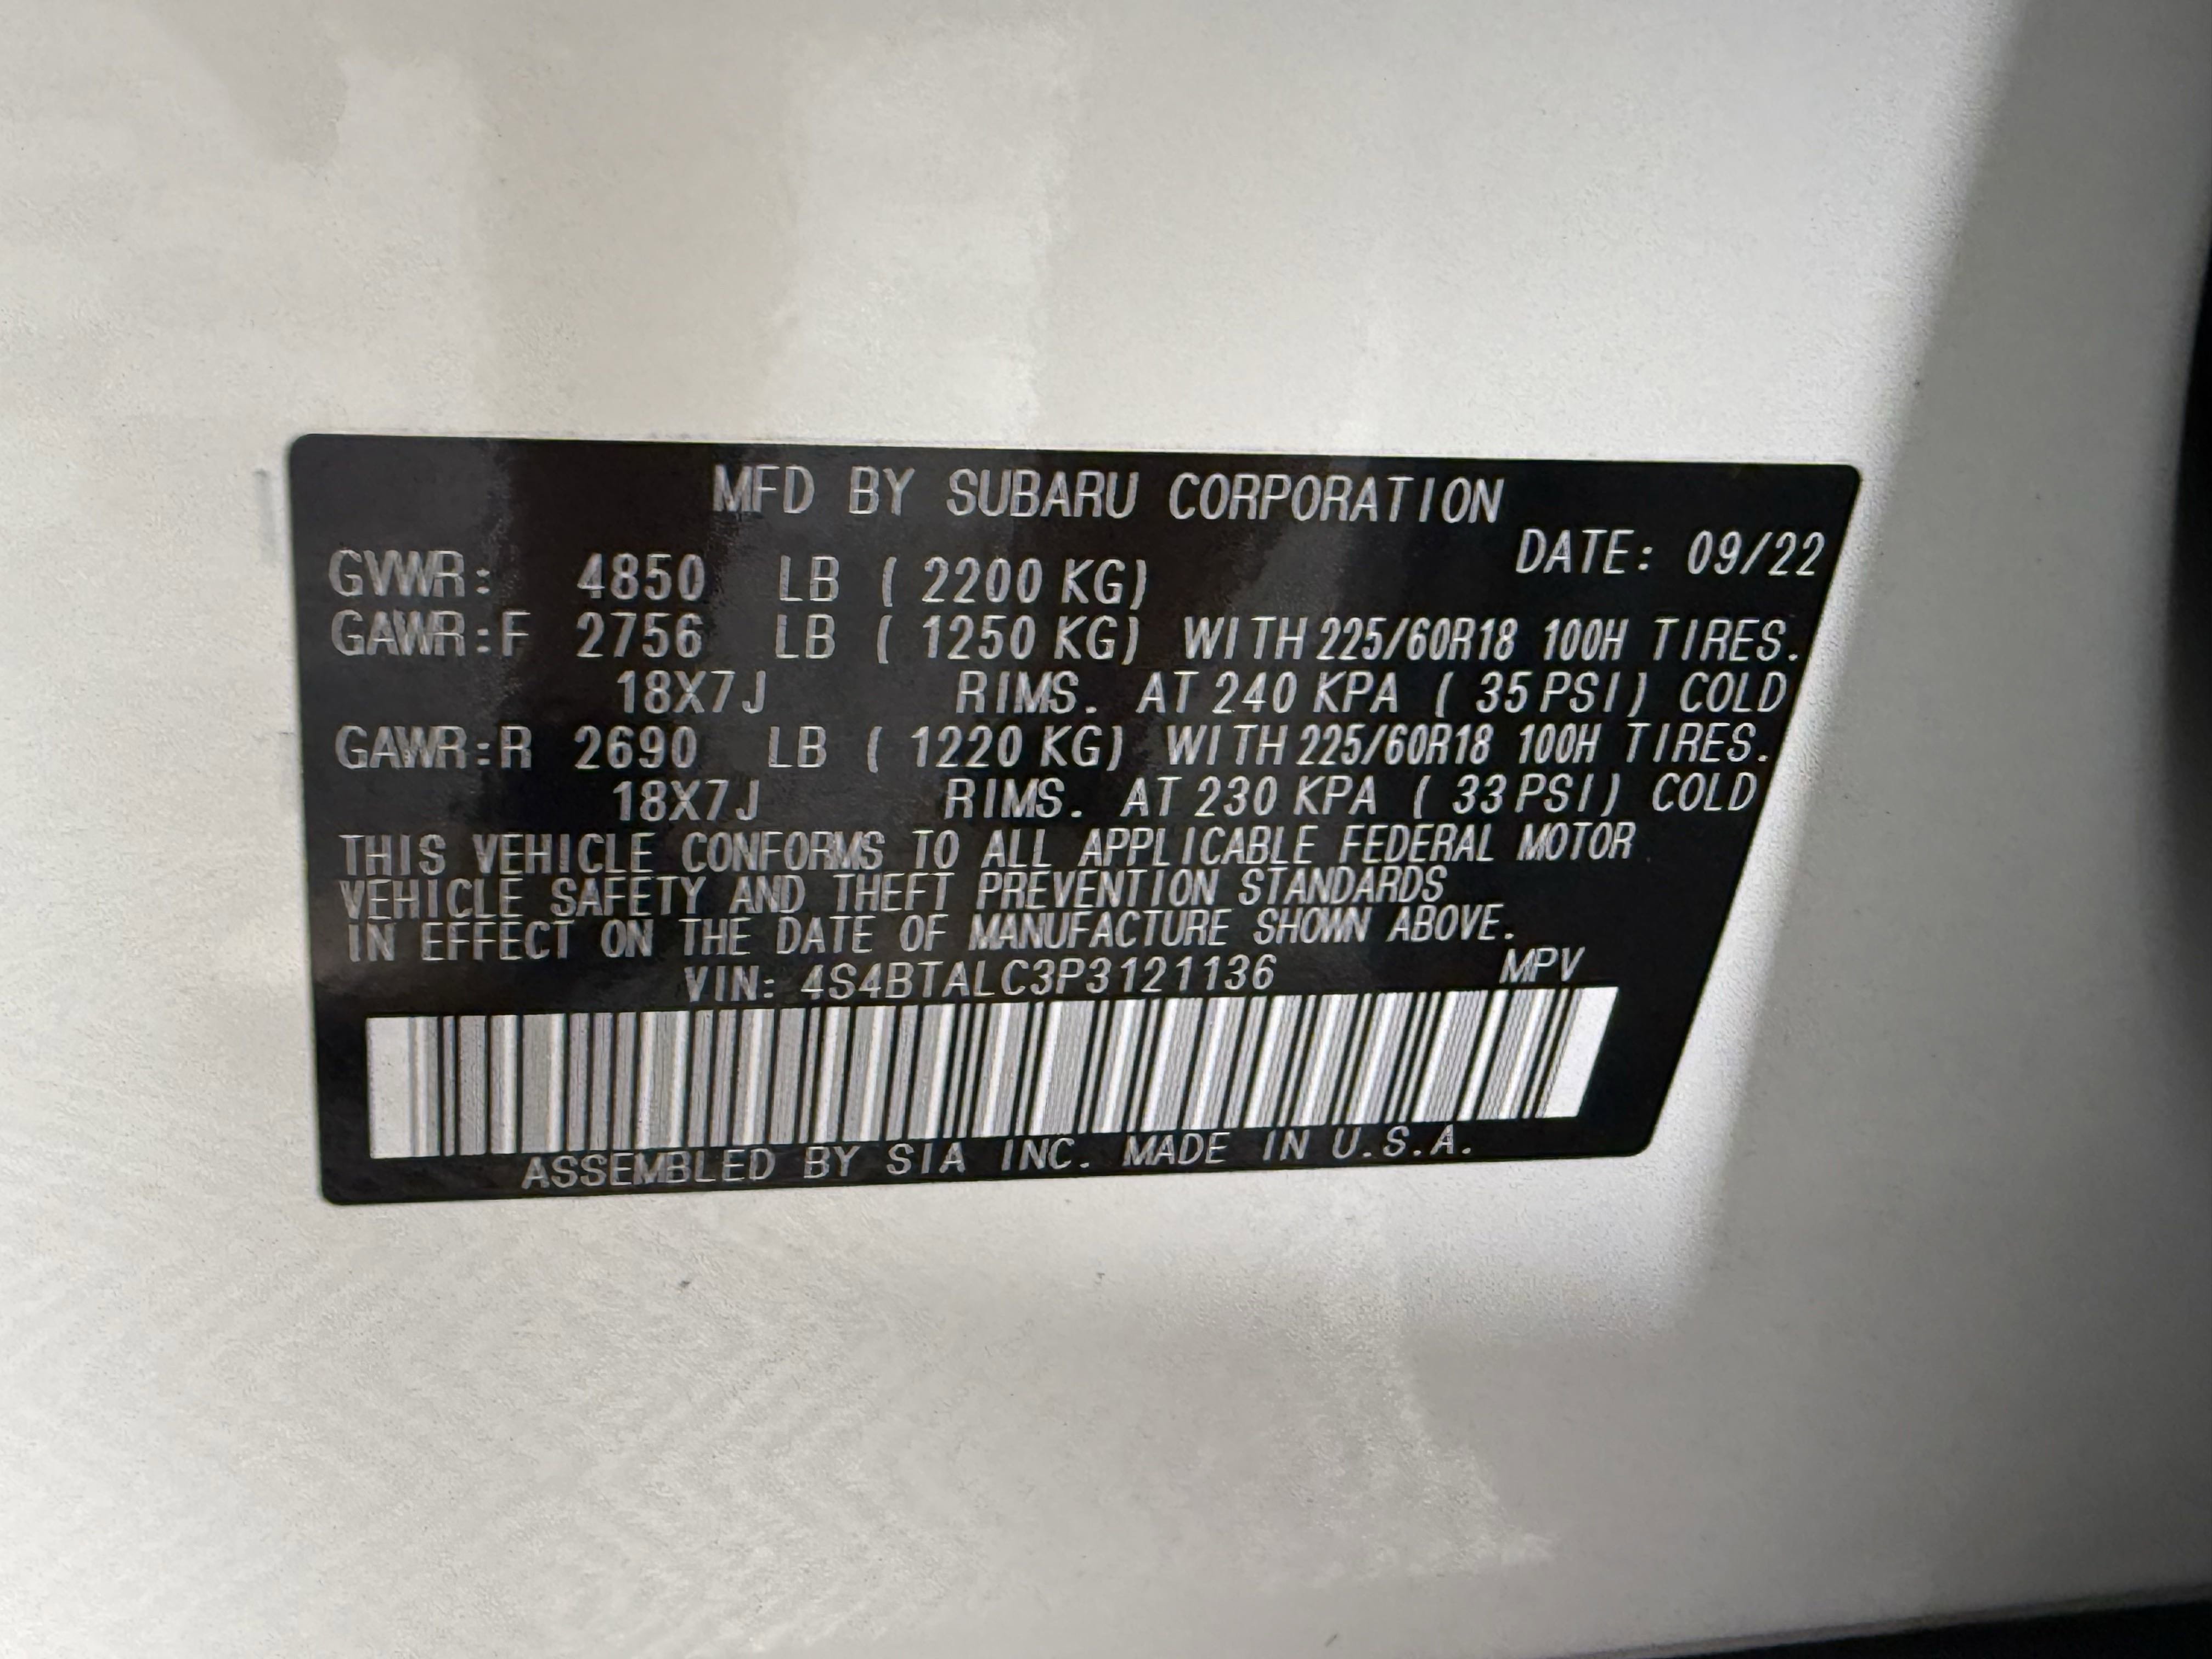 MFD BY SUBARU CORPORATION
DATE: 09/22
GVWR: 4850 LB ( 2200 KG)
GAWR:F 2756 LB ( 1250 KG) WITH 225/60R18 100H TIRES.
18X7J RIMS. AT 240 KPA ( 35 PSI) COLD
GAWR:R 2690 LB ( 1220 KG) WITH 225/60R18 100H TIRES.
18X7J RIMS. AT 230 KPA ( 33 PSI) COLD
THIS VEHICLE CONFORMS TO ALL APPLICABLE FEDERAL MOTOR
VEHICLE SAFETY AND THEFT PREVENTION STANDARDS
IN EFFECT ON THE DATE OF MANUFACTURE SHOWN ABOVE.
VIN: 4S4BTALC3P3121136 MPV
ASSEMBLED BY SIA INC. MADE IN U.S.A.